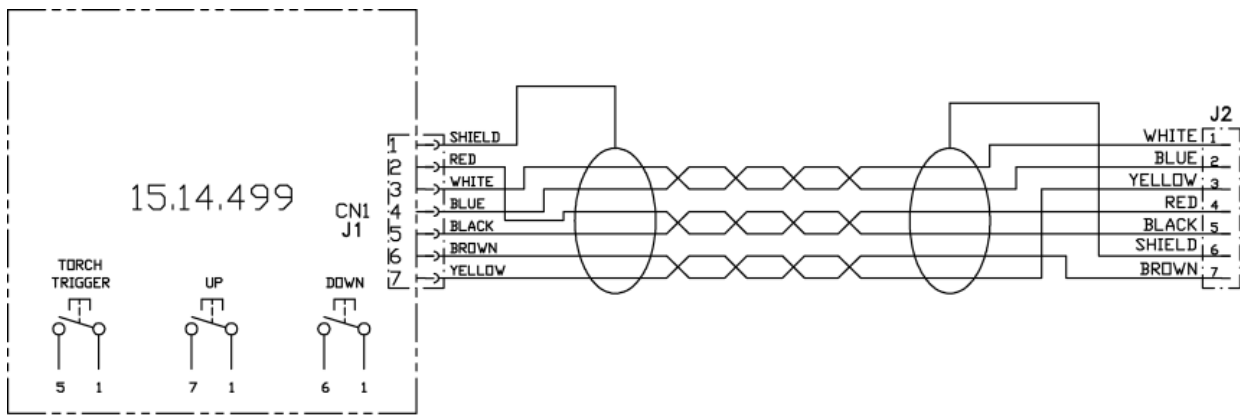 J2
1 SHIELD
WHITE 1
2 RED
BLUE 2
3 WHITE
YELLOW 3
15.14.499
CN1
J1
4 BLUE
RED 4
5 BLACK
BLACK 5
6 BROWN
SHIELD 6
7 YELLOW
BROWN 7
TORCH
TRIGGER
UP
DOWN
5 1
7 1
6 1